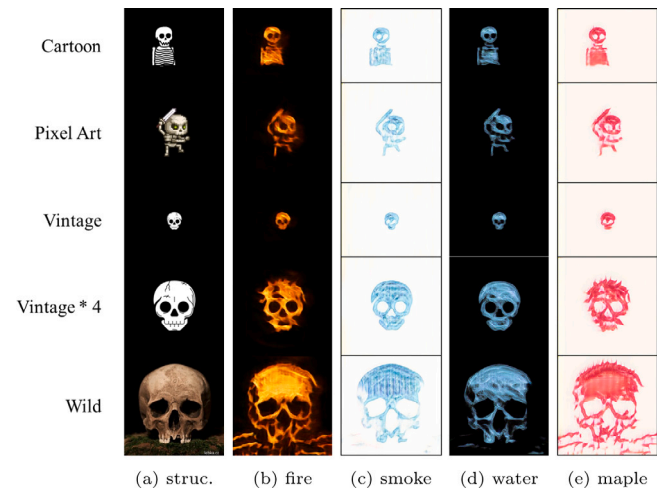 Cartoon
Pixel Art
Vintage
Vintage * 4
Wild
(a) struc.
(b) fire
(c) smoke
(d) water
(e) maple